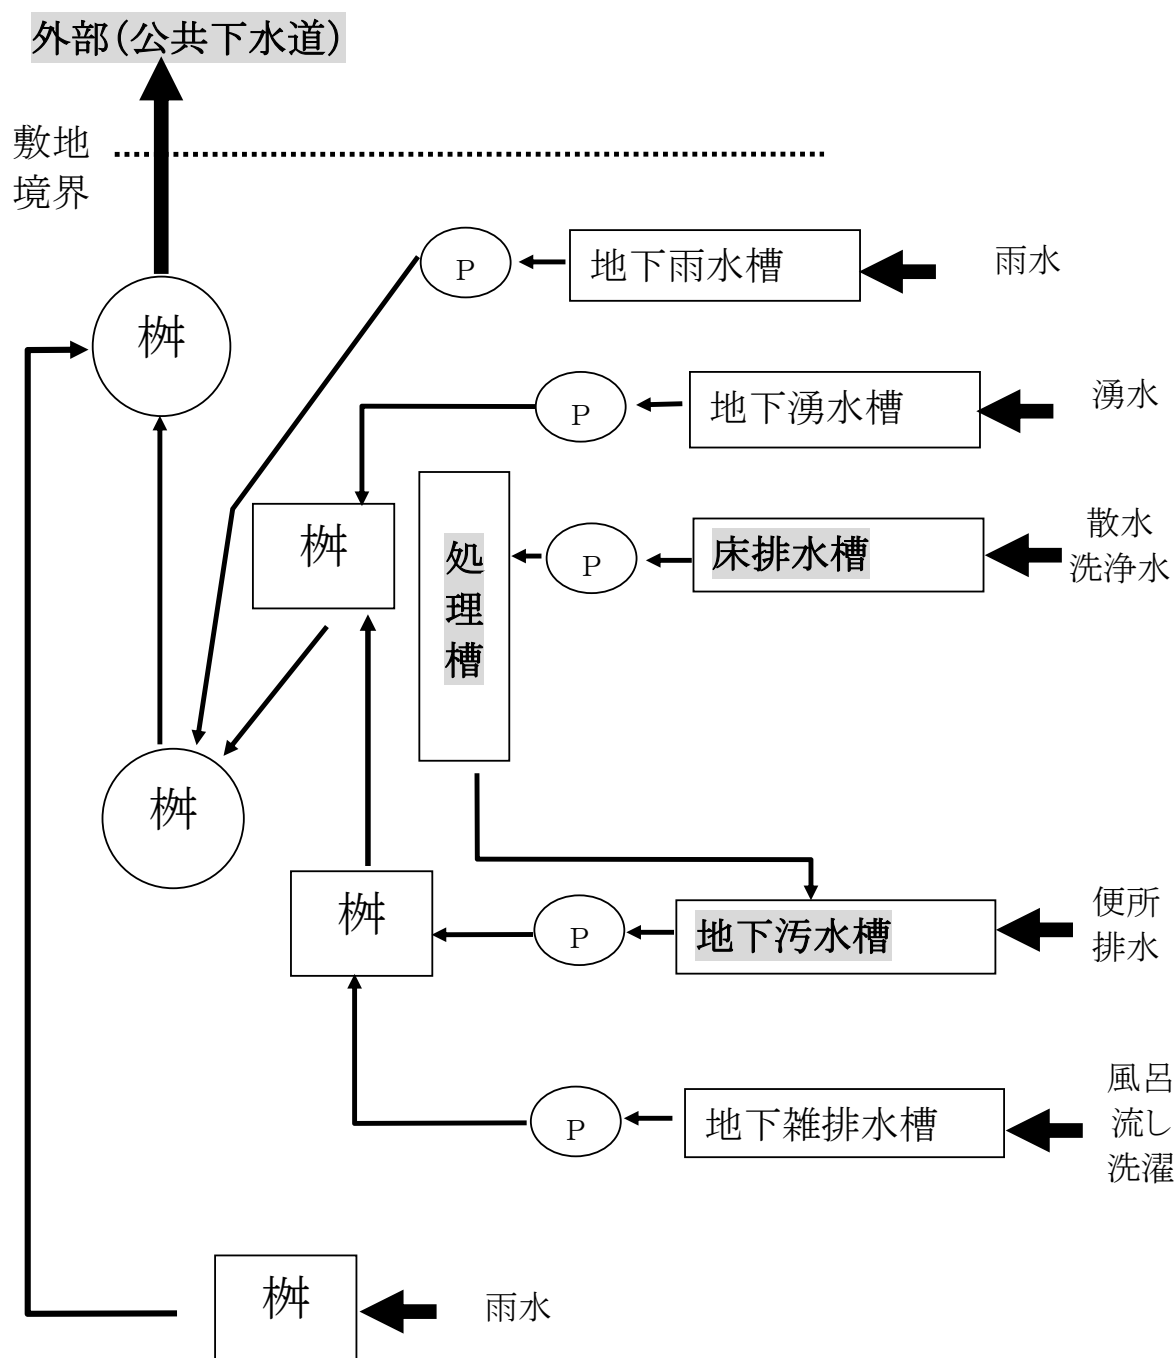 外部(公共下水道)
敷地
境界
P
地下雨水槽
雨水
桝
P
地下湧水槽
湧水
桝
処
理
槽
P
床排水槽
散水
洗浄水
桝
桝
P
地下汚水槽
便所
排水
P
地下雑排水槽
風呂
流し
洗濯
桝
雨水